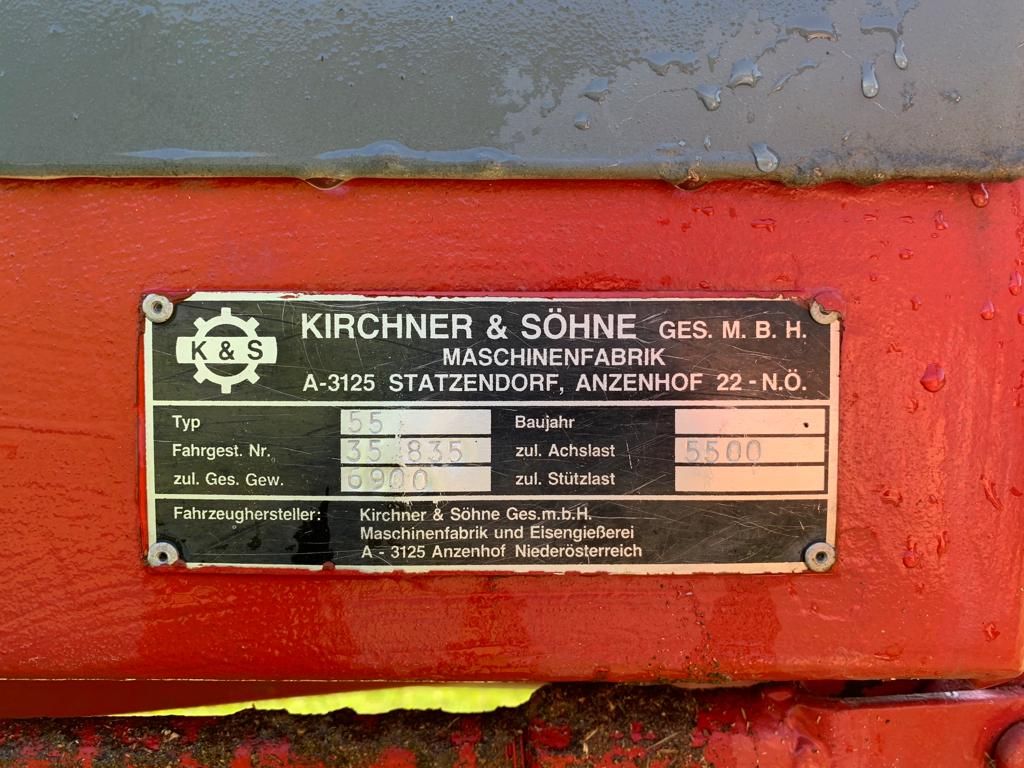 K & S
KIRCHNER & SÖHNE GES. M. B. H.
MASCHINENFABRIK
A-3125 STATZENDORF, ANZENHOF 22 - N.Ö.
Typ 55 Baujahr
Fahrgest. Nr. 35 835 zul. Achslast 5500
zul. Ges. Gew. 6900 zul. Stützlast
Fahrzeughersteller: Kirchner & Söhne Ges.m.b.H.
Maschinenfabrik und Eisengießerei
A - 3125 Anzenhof Niederösterreich